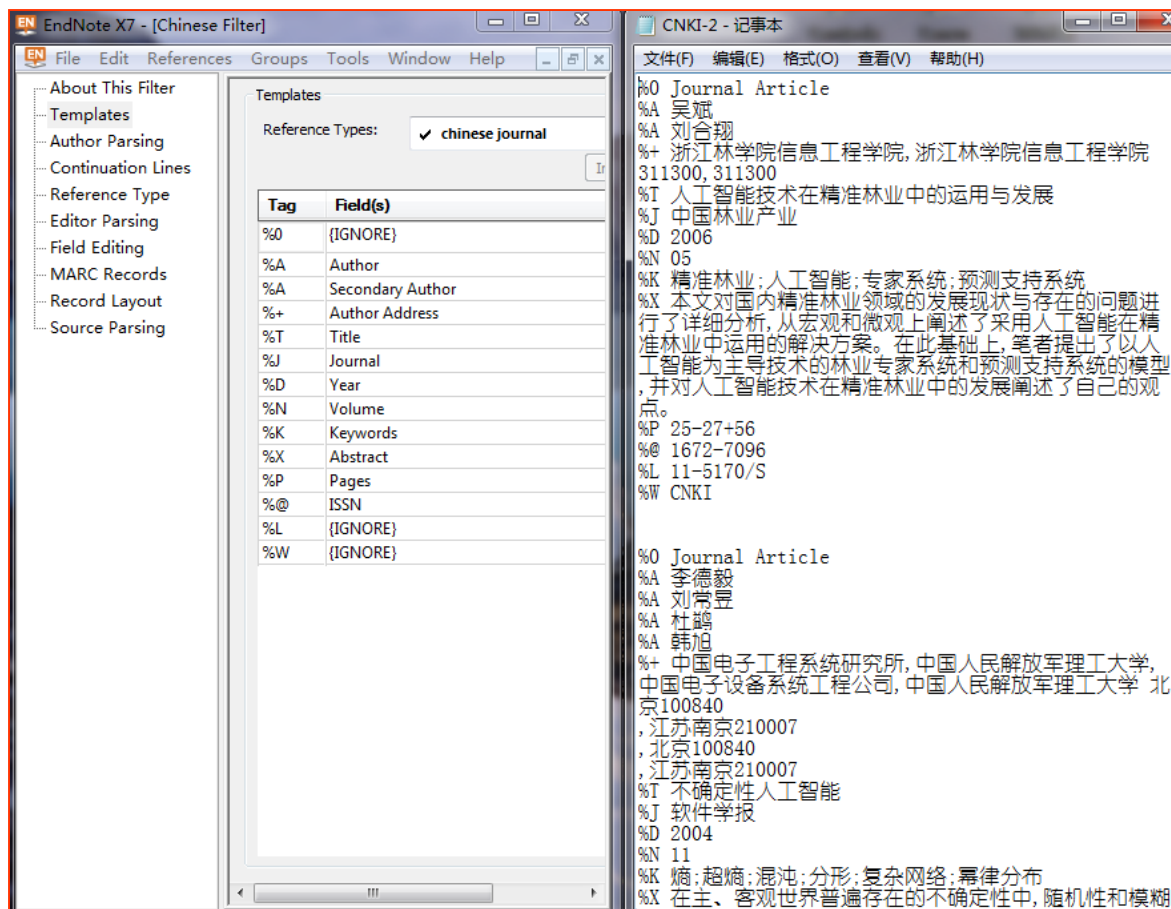 EndNote X7 - [Chinese Filter]
File Edit References Groups Tools Window Help
About This Filter
Templates
Author Parsing
Continuation Lines
Reference Type
Editor Parsing
Field Editing
MARC Records
Record Layout
Source Parsing
Templates
Reference Types: ✔ chinese journal
Tag Field(s)
%0 {IGNORE}
%A Author
%A Secondary Author
%+ Author Address
%T Title
%J Journal
%D Year
%N Volume
%K Keywords
%X Abstract
%P Pages
%@ ISSN
%L {IGNORE}
%W {IGNORE}
CNKI-2 - 记事本
文件(F) 编辑(E) 格式(O) 查看(V) 帮助(H)
%0 Journal Article
%A 吴斌
%A 刘合翔
%+ 浙江林学院信息工程学院,浙江林学院信息工程学院
311300,311300
%T 人工智能技术在精准林业中的运用与发展
%J 中国林业产业
%D 2006
%N 05
%K 精准林业;人工智能;专家系统;预测支持系统
%X 本文对国内精准林业领域的发展现状与存在的问题进
行了详细分析,从宏观和微观上阐述了采用人工智能在精
准林业中运用的解决方案。在此基础上,笔者提出了以人
工智能为主导技术的林业专家系统和预测支持系统的模型
,并对人工智能技术在精准林业中的发展阐述了自己的观
点。
%P 25-27+56
%@ 1672-7096
%L 11-5170/S
%W CNKI
%0 Journal Article
%A 李德毅
%A 刘常昱
%A 杜鹢
%A 韩旭
%+ 中国电子工程系统研究所,中国人民解放军理工大学,
中国电子设备系统工程公司,中国人民解放军理工大学 北
京100840
,江苏南京210007
,北京100840
,江苏南京210007
%T 不确定性人工智能
%J 软件学报
%D 2004
%N 11
%K 熵;超熵;混沌;分形;复杂网络;幂律分布
%X 在主、客观世界普遍存在的不确定性中,随机性和模糊